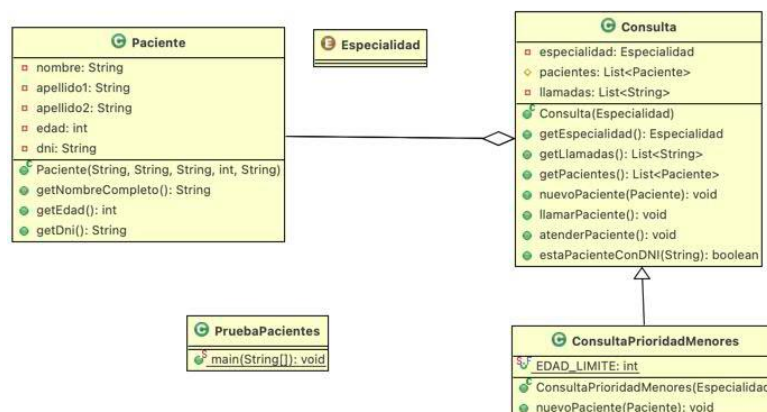 Paciente
nombre: String
apellido1: String
apellido2: String
edad: int
dni: String
Paciente(String, String, String, int, String)
getNombreCompleto(): String
getEdad(): int
getDni(): String
Especialidad
Consulta
especialidad: Especialidad
pacientes: List<Paciente>
llamadas: List<String>
Consulta(Especialidad)
getEspecialidad(): Especialidad
getLlamadas(): List<String>
getPacientes(): List<Paciente>
nuevoPaciente(Paciente): void
llamarPaciente(): void
atenderPaciente(): void
estaPacienteConDNI(String): boolean
PruebaPacientes
main(String[]): void
ConsultaPrioridadMenores
EDAD_LIMITE: int
ConsultaPrioridadMenores(Especialidad
nuevoPaciente(Paciente): void